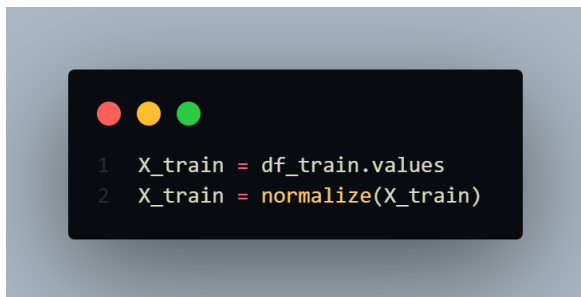 1 X_train = df_train.values
2 X_train = normalize(X_train)